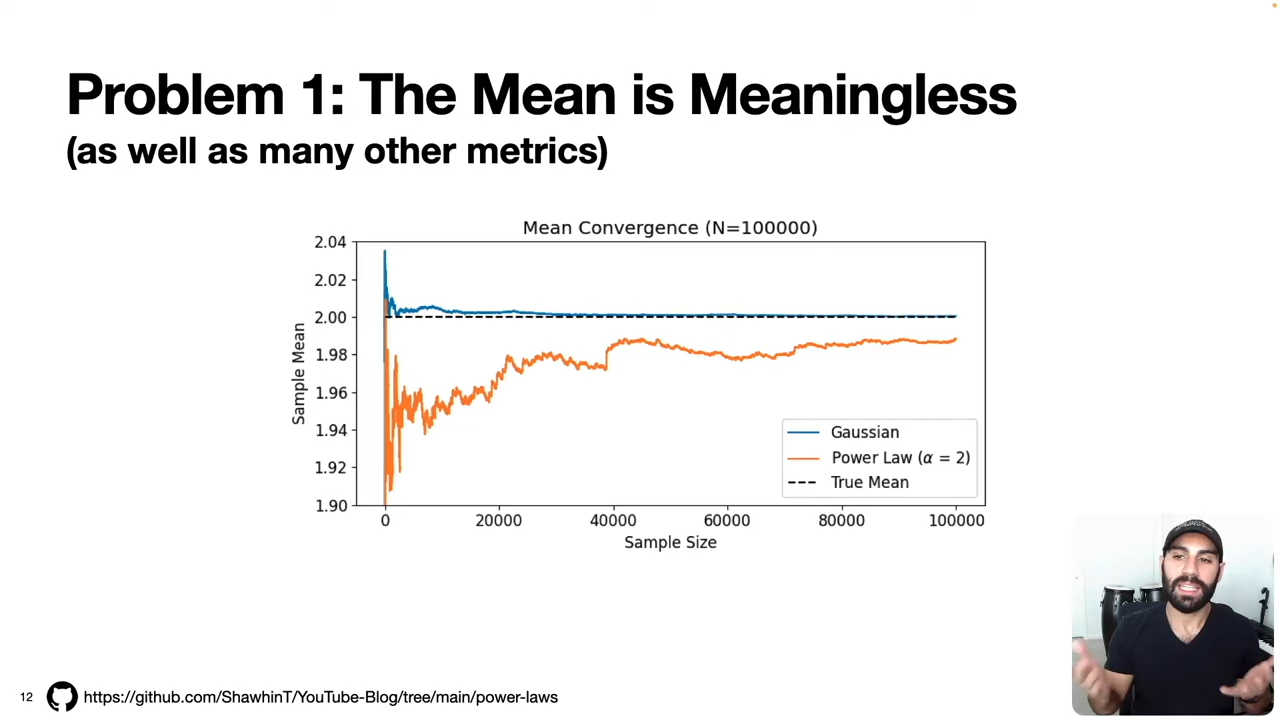 Problem 1: The Mean is Meaningless
(as well as many other metrics)
Mean Convergence (N=100000)
2.04
2.02
2.00
1.98
1.96
1.94
1.92
1.90
Sample Mean
Gaussian
Power Law (α = 2)
True Mean
0 20000 40000 60000 80000 100000
Sample Size
12 https://github.com/ShawhinT/YouTube-Blog/tree/main/power-laws